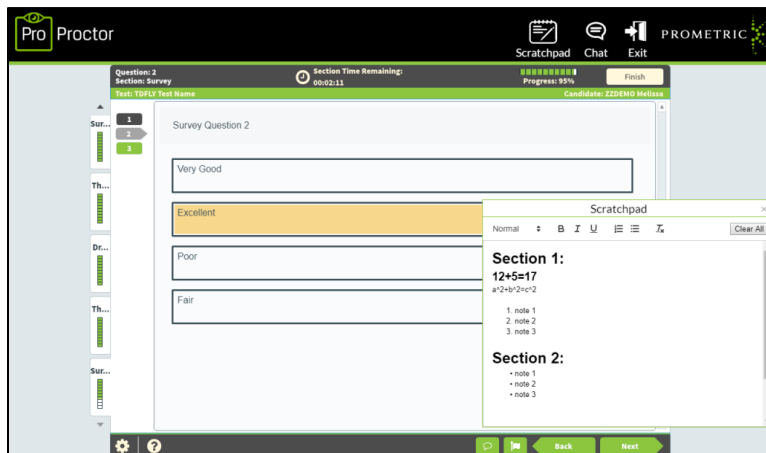 Pro Proctor
Scratchpad Chat Exit
PROMETRIC
Question: 2
Section: Survey
Section Time Remaining:
00:02:11
Progress: 95%
Finish
Test: TDFLY Test Name
Candidate: ZZDEMO Melissa
Sur...
Th...
Dr...
Th...
Sur...
1
2
3
Survey Question 2
Very Good
Excellent
Poor
Fair
Scratchpad
×
Normal B I U Tx Clear All
Section 1:
12+5=17
a^2+b^2=c^2
1. note 1
2. note 2
3. note 3
Section 2:
• note 1
• note 2
• note 3
?
Back
Next